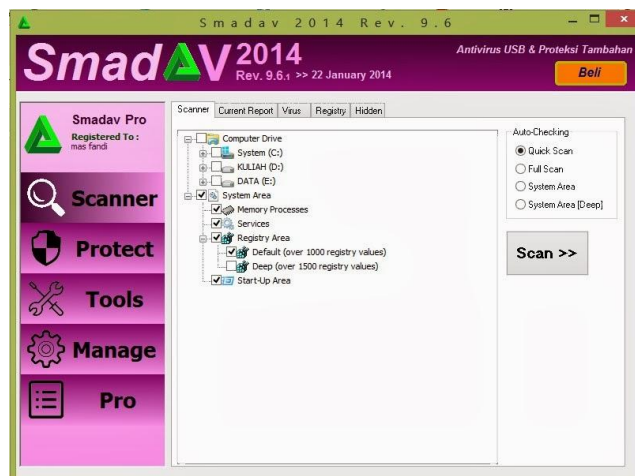 Smadav 2014 Rev. 9.6
SmadAV 2014
Rev. 9.6.1 >> 22 January 2014
Antivirus USB & Proteksi Tambahan
Beli
Smadav Pro
Registered To :
mas fandi
Scanner
Protect
Tools
Manage
Pro
Scanner Current Report Virus Registry Hidden
Computer Drive
System (C:)
KULIAH (D:)
DATA (E:)
System Area
Memory Processes
Services
Registry Area
Default (over 1000 registry values)
Deep (over 1500 registry values)
Start-Up Area
Auto-Checking
Quick Scan
Full Scan
System Area
System Area [Deep]
Scan >>